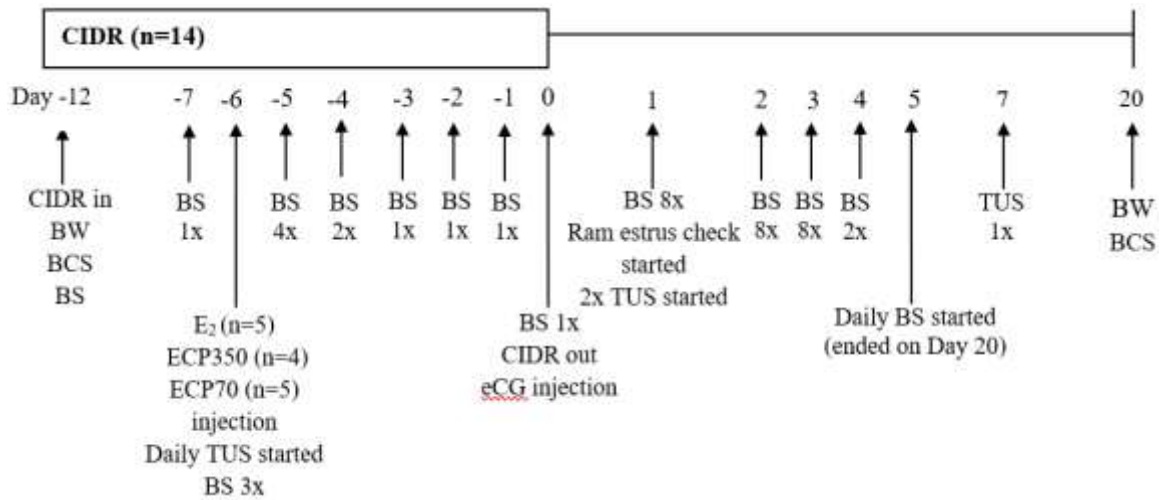 CIDR (n=14)
Day -12 -7 -6 -5 -4 -3 -2 -1 0 1 2 3 4 5 7 20
CIDR in
BW
BCS
BS
BS
1x
E₂ (n=5)
ECP350 (n=4)
ECP70 (n=5)
injection
Daily TUS started
BS 3x
BS
4x
BS
2x
BS
1x
BS
1x
BS
1x
BS 1x
CIDR out
eCG injection
BS 8x
Ram estrus check
started
2x TUS started
BS
8x
BS
8x
BS
2x
Daily BS started
(ended on Day 20)
TUS
1x
BW
BCS